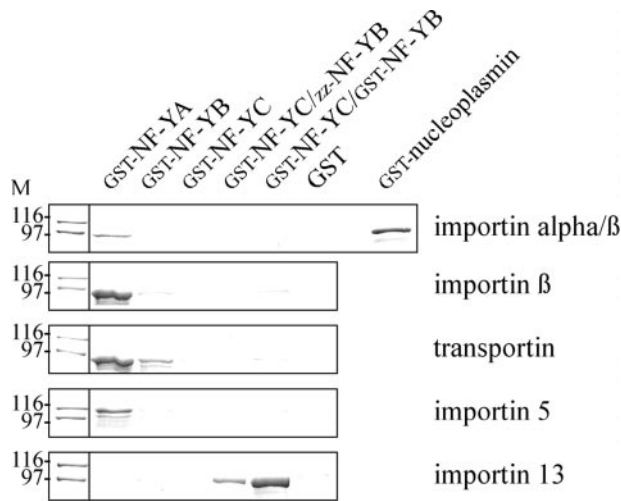 GST-NF-YA
GST-NF-YB
GST-NF-YC
GST-NF-YC/zz-NF-YB
GST-NF-YC/GST-NF-YB
GST
GST-nucleoplasmin
M
116
97
importin alpha/ß
116
97
importin ß
116
97
transportin
116
97
importin 5
116
97
importin 13